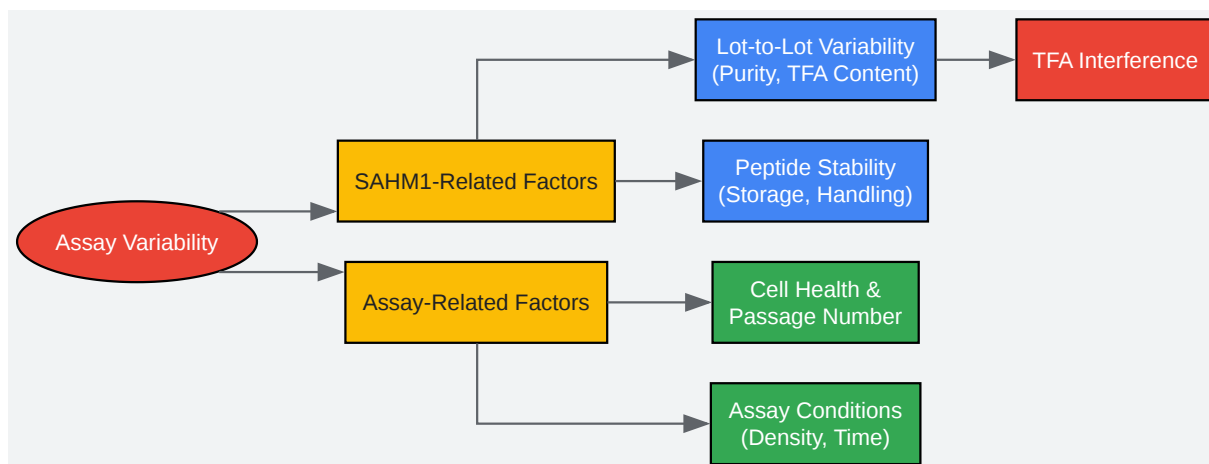 Lot-to-Lot Variability
(Purity, TFA Content)
TFA Interference
SAHM1-Related Factors
Peptide Stability
(Storage, Handling)
Assay Variability
Assay-Related Factors
Cell Health &
Passage Number
Assay Conditions
(Density, Time)